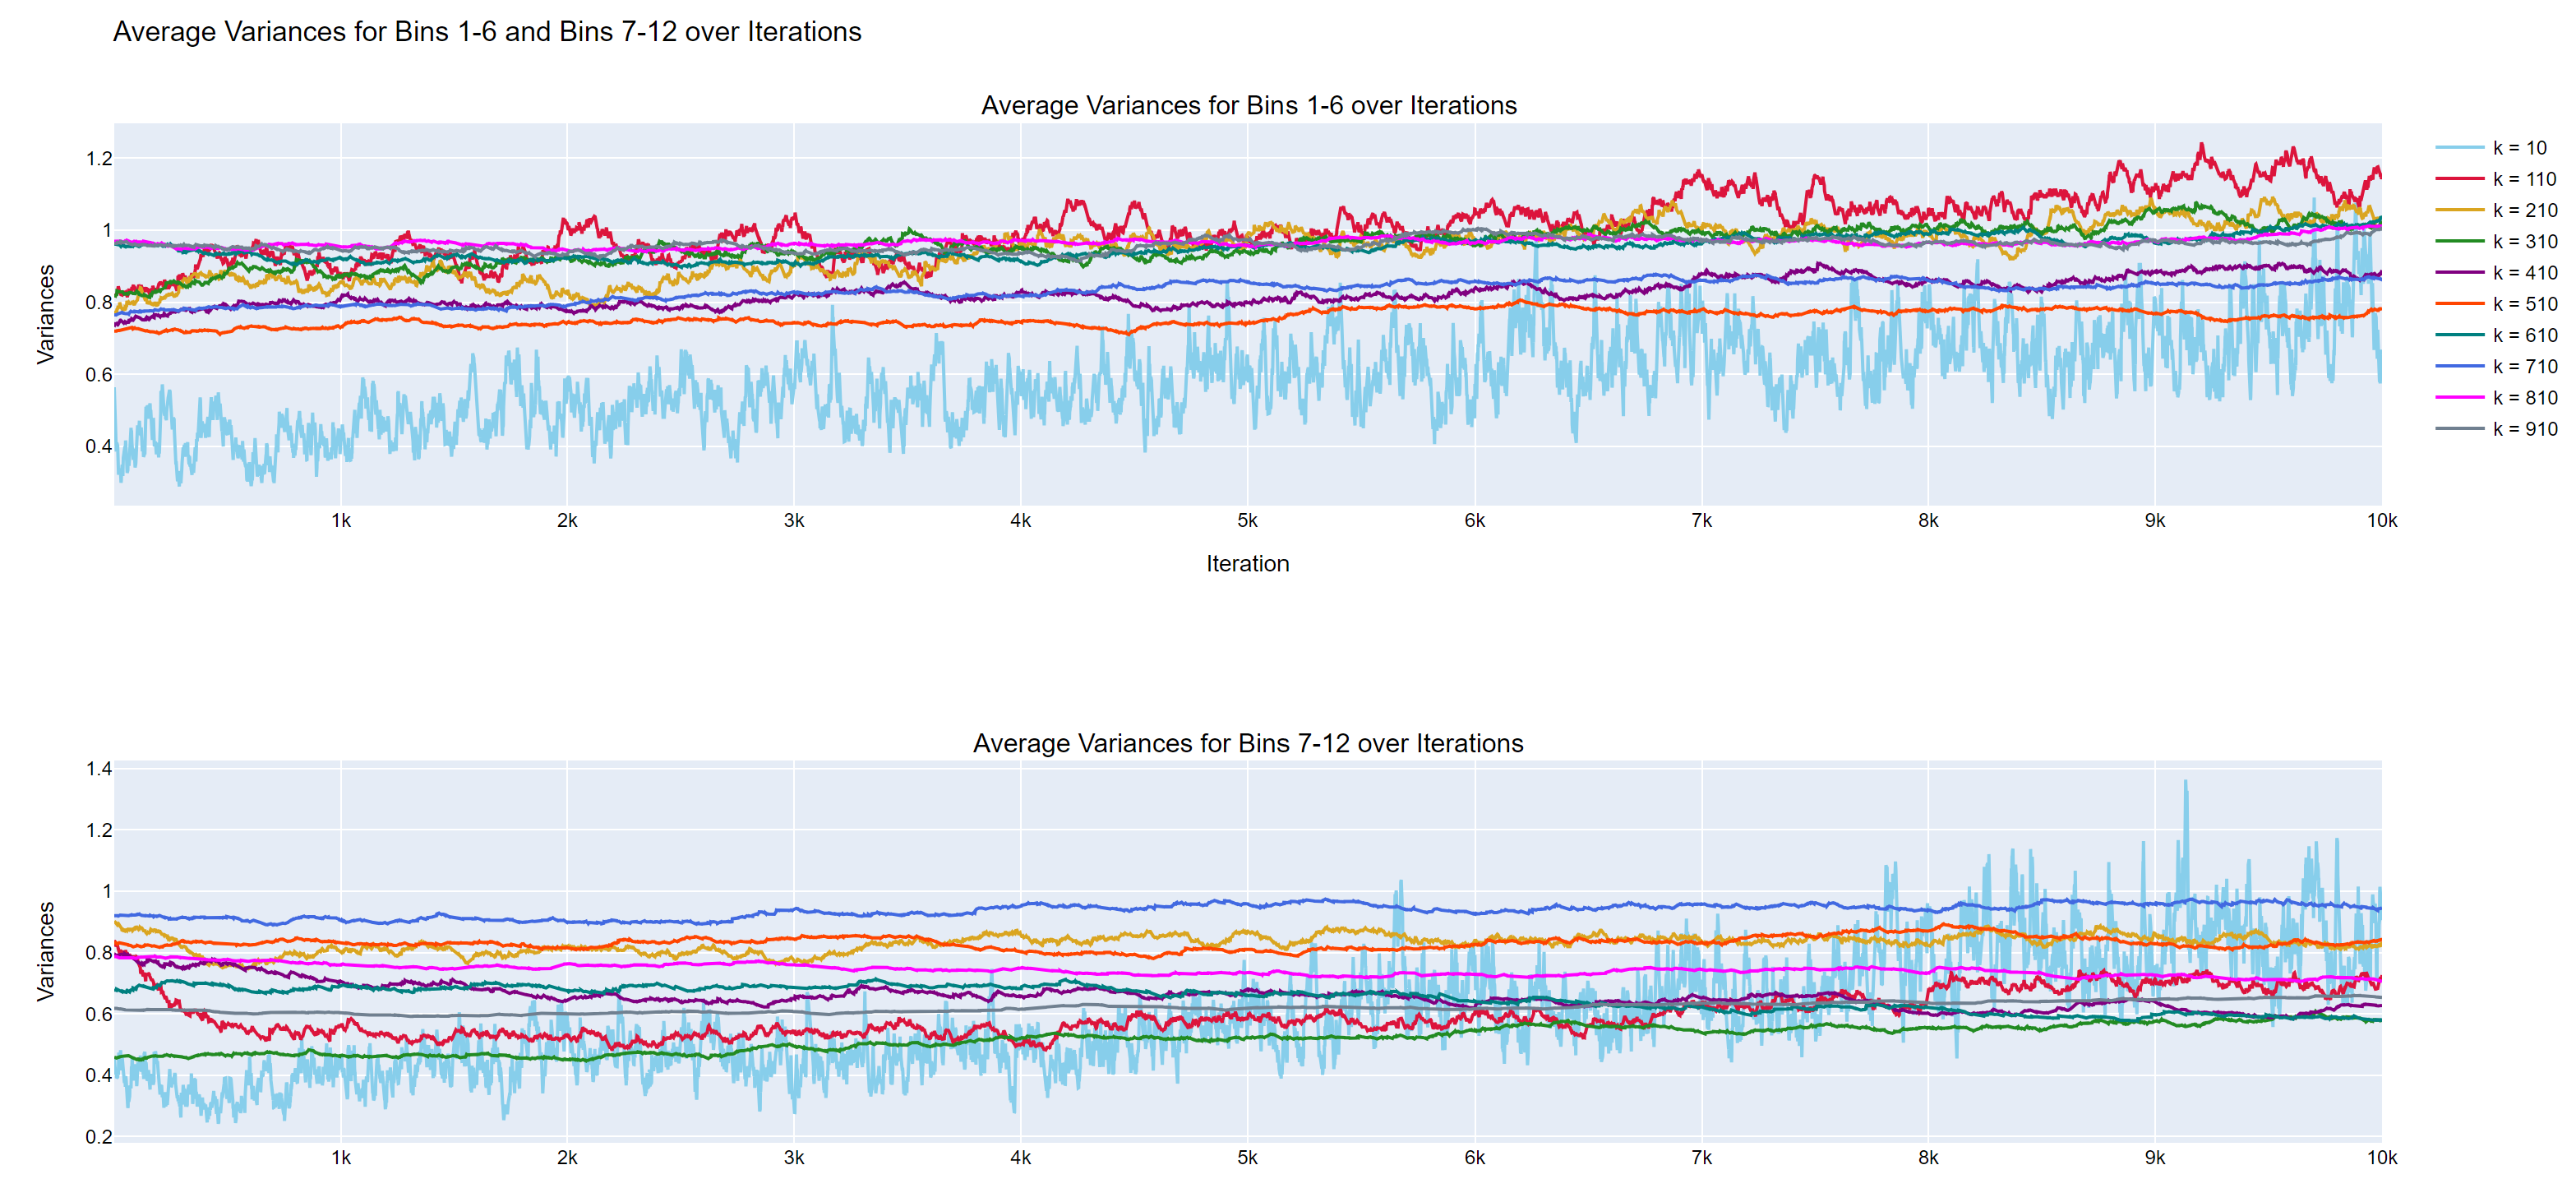 Average Variances for Bins 1-6 and Bins 7-12 over Iterations
Average Variances for Bins 1-6 over Iterations
Variances
1.2
1
0.8
0.6
0.4
1k 2k 3k 4k 5k 6k 7k 8k 9k 10k
Iteration
k = 10
k = 110
k = 210
k = 310
k = 410
k = 510
k = 610
k = 710
k = 810
k = 910
Average Variances for Bins 7-12 over Iterations
Variances
1.4
1.2
1
0.8
0.6
0.4
0.2
1k 2k 3k 4k 5k 6k 7k 8k 9k 10k